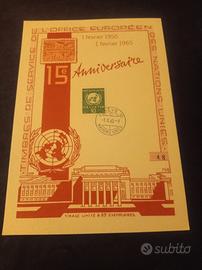 DE L'OFFICE EUROPÉEN
DES NATIONS-UNIES
TIMBRES DE SERVICE
1 février 1950
1 février 1965
15e
Anniversaire
TIRAGE LIMITÉ A 85 EXEMPLAIRES
subito